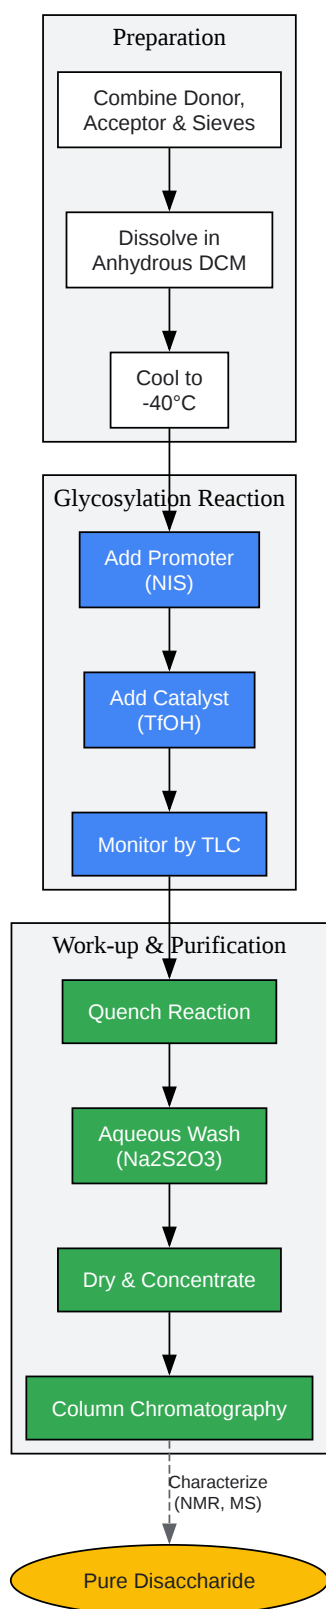 Preparation
Combine Donor,
Acceptor & Sieves
Dissolve in
Anhydrous DCM
Cool to
-40°C
Glycosylation Reaction
Add Promoter
(NIS)
Add Catalyst
(TfOH)
Monitor by TLC
Work-up & Purification
Quench Reaction
Aqueous Wash
(Na2S2O3)
Dry & Concentrate
Column Chromatography
Characterize
(NMR, MS)
Pure Disaccharide